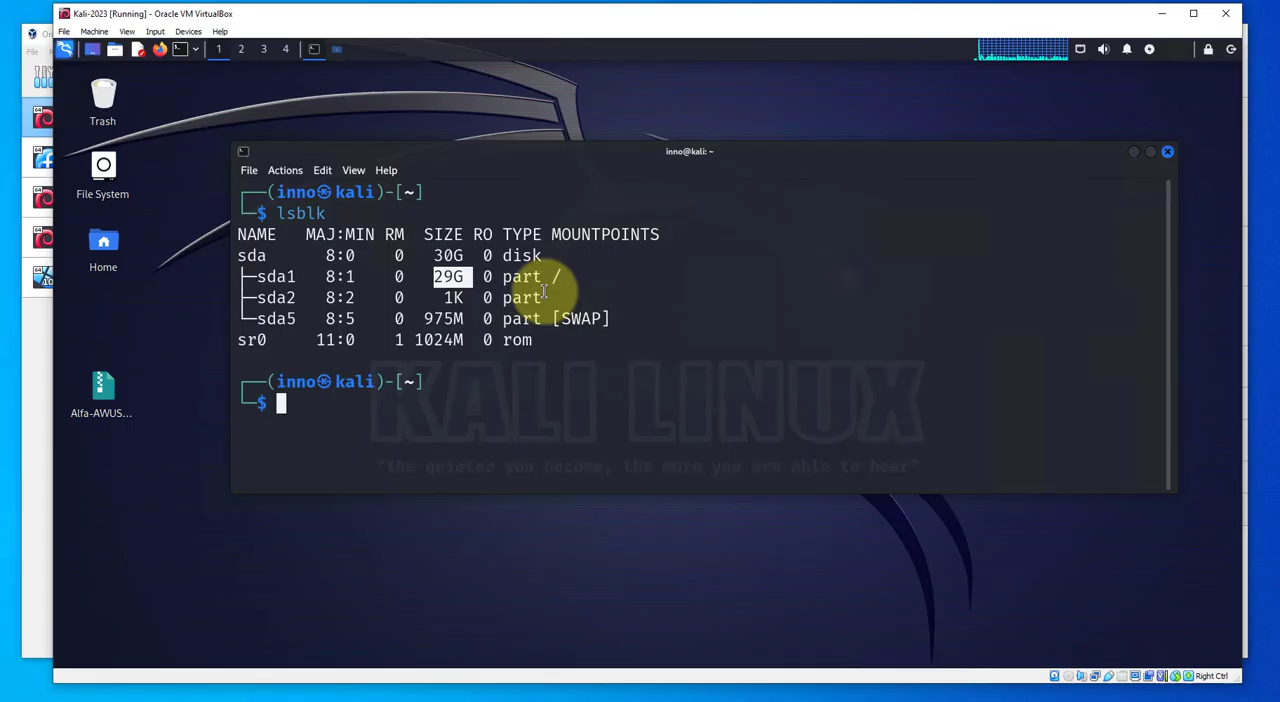 Kali-2023 [Running] - Oracle VM VirtualBox
File Machine View Input Devices Help
1 2 3 4
Trash
File System
Home
Alfa-AWUS...
inno@kali: ~
File Actions Edit View Help
┌──(inno㉿kali)-[~]
└─$ lsblk
NAME MAJ:MIN RM SIZE RO TYPE MOUNTPOINTS
sda 8:0 0 30G 0 disk
├─sda1 8:1 0 29G 0 part /
├─sda2 8:2 0 1K 0 part
└─sda5 8:5 0 975M 0 part [SWAP]
sr0 11:0 1 1024M 0 rom
┌──(inno㉿kali)-[~]
└─$
KALI LINUX
"the quieter you become, the more you are able to hear"
Right Ctrl